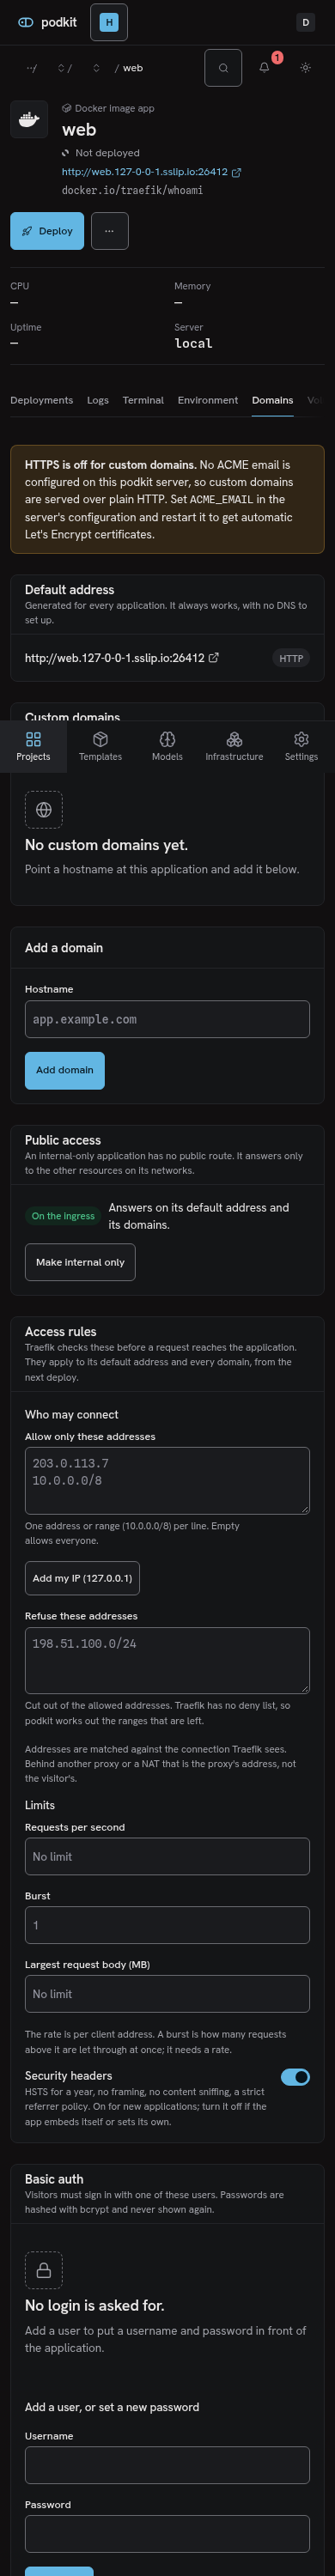 podkit
H
D
../
/
/ web
1
Docker Image app
web
Not deployed
http://web.127-0-0-1.sslip.io:26412
docker.io/traefik/whoami
Deploy
...
CPU
Memory
—
—
Uptime
Server
—
local
Deployments Logs Terminal Environment Domains Vol
HTTPS is off for custom domains. No ACME email is
configured on this podkit server, so custom domains
are served over plain HTTP. Set ACME_EMAIL in the
server's configuration and restart it to get automatic
Let's Encrypt certificates.
Default address
Generated for every application. It always works, with no DNS to
set up.
http://web.127-0-0-1.sslip.io:26412
HTTP
Custom domains
Projects
Templates
Models
Infrastructure
Settings
No custom domains yet.
Point a hostname at this application and add it below.
Add a domain
Hostname
app.example.com
Add domain
Public access
An internal-only application has no public route. It answers only
to the other resources on its networks.
On the ingress
Answers on its default address and
its domains.
Make internal only
Access rules
Traefik checks these before a request reaches the application.
They apply to its default address and every domain, from the
next deploy.
Who may connect
Allow only these addresses
203.0.113.7
10.0.0.0/8
One address or range (10.0.0.0/8) per line. Empty
allows everyone.
Add my IP (127.0.0.1)
Refuse these addresses
198.51.100.0/24
Cut out of the allowed addresses. Traefik has no deny list, so
podkit works out the ranges that are left.
Addresses are matched against the connection Traefik sees.
Behind another proxy or a NAT that is the proxy's address, not
the visitor's.
Limits
Requests per second
No limit
Burst
1
Largest request body (MB)
No limit
The rate is per client address. A burst is how many requests
above it are let through at once; it needs a rate.
Security headers
HSTS for a year, no framing, no content sniffing, a strict
referrer policy. On for new applications; turn it off if the
app embeds itself or sets its own.
Basic auth
Visitors must sign in with one of these users. Passwords are
hashed with bcrypt and never shown again.
No login is asked for.
Add a user to put a username and password in front of
the application.
Add a user, or set a new password
Username
Password